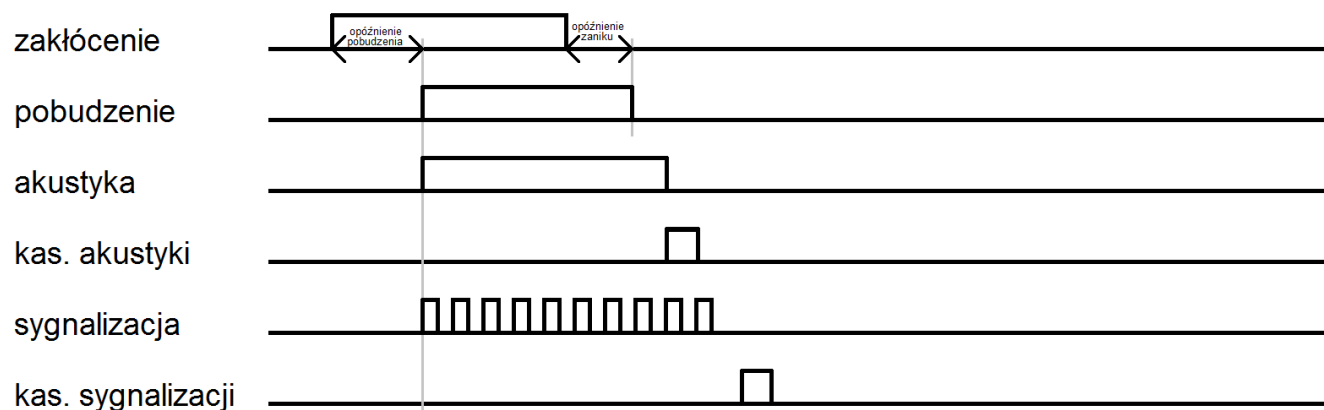 zakłócenie
opóźnienie
pobudzenia
opóźnienie
zaniku
pobudzenie
akustyka
kas. akustyki
sygnalizacja
kas. sygnalizacji